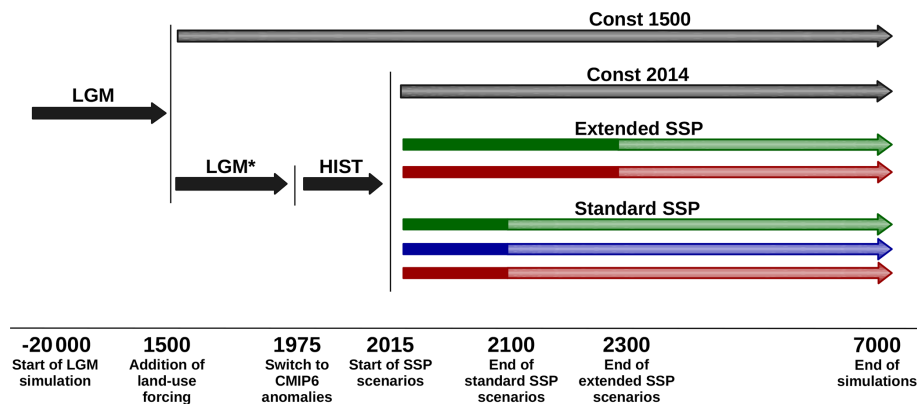 Const 1500
Const 2014
LGM
Extended SSP
LGM*
HIST
Standard SSP
-20 000 1500 1975 2015 2100 2300 7000
Start of LGM Addition of Switch to Start of SSP End of End of End of
simulation land-use CMIP6 scenarios standard SSP extended SSP simulations
forcing anomalies scenarios scenarios